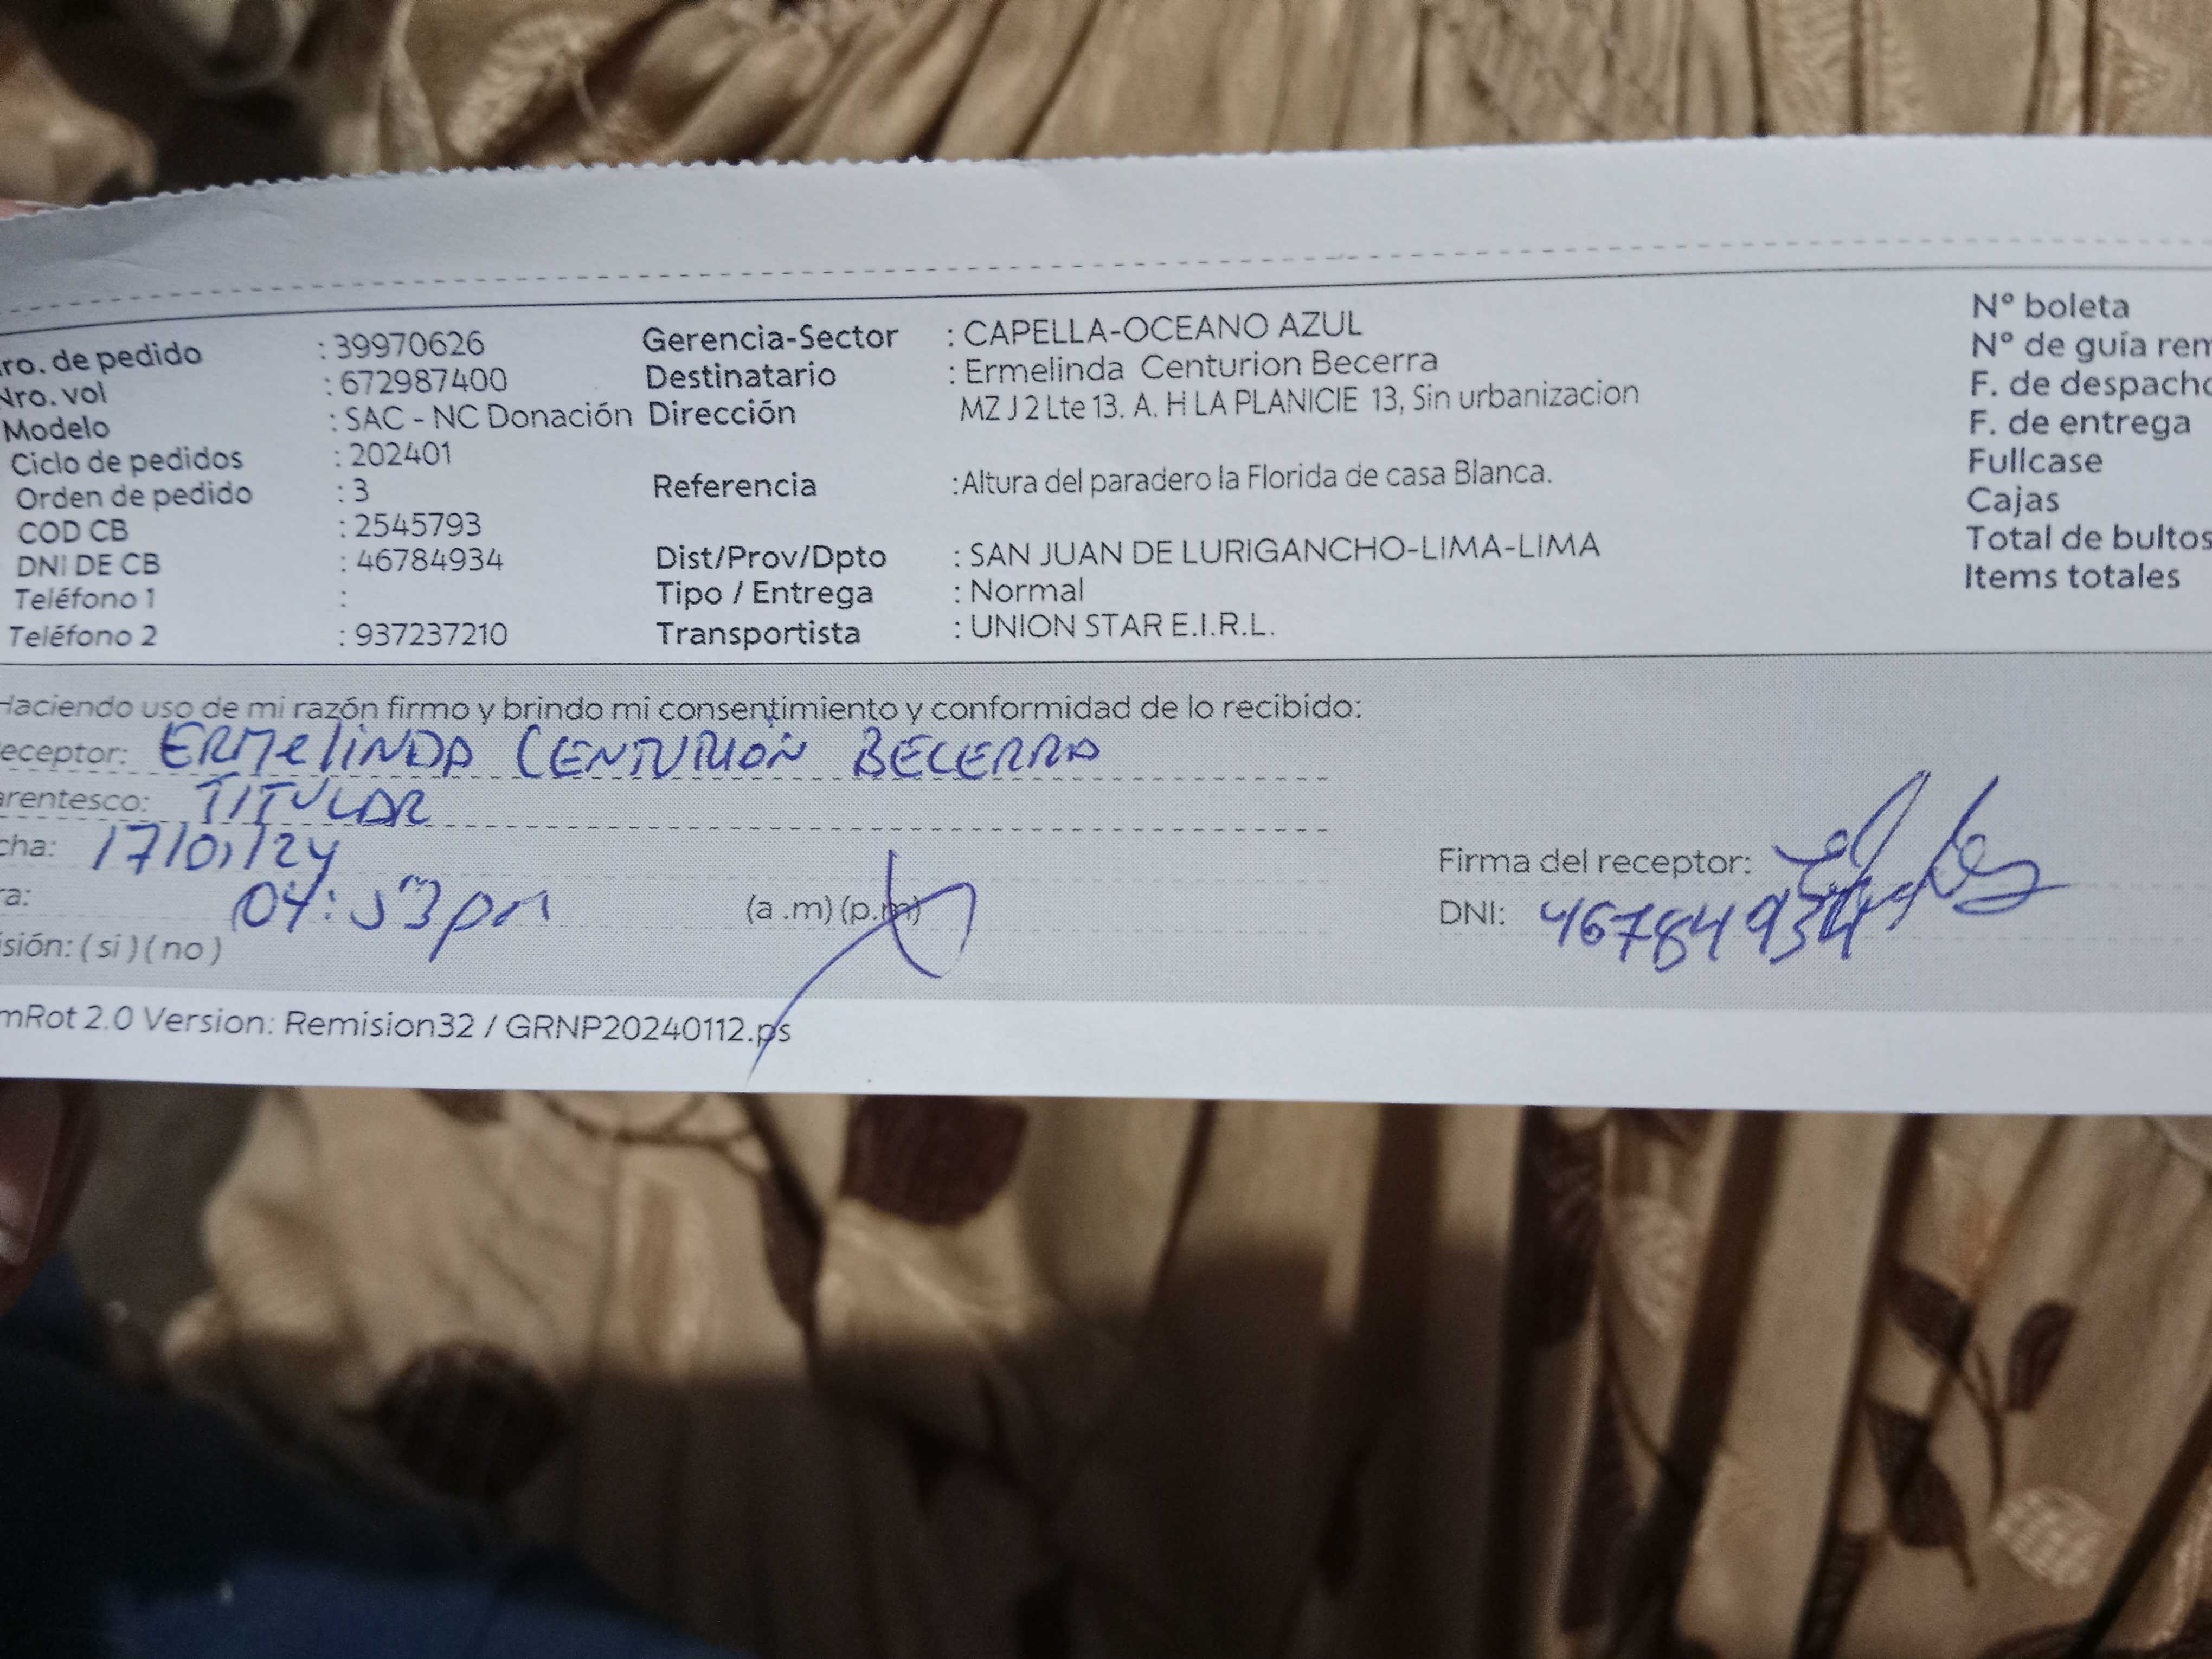 ro. de pedido : 39970626 Gerencia-Sector : CAPELLA-OCEANO AZUL Nº boleta
Nro. vol : 672987400 Destinatario : Ermelinda Centurion Becerra Nº de guía rem
Modelo : SAC - NC Donación Dirección MZ J 2 Lte 13. A. H LA PLANICIE 13, Sin urbanizacion F. de despacho
Ciclo de pedidos : 202401 F. de entrega
Orden de pedido : 3 Referencia :Altura del paradero la Florida de casa Blanca. Fullcase
COD CB : 2545793 Cajas
DNI DE CB : 46784934 Dist/Prov/Dpto : SAN JUAN DE LURIGANCHO-LIMA-LIMA Total de bultos
Teléfono 1 : Tipo / Entrega : Normal Items totales
Teléfono 2 : 937237210 Transportista : UNION STAR E.I.R.L.
Haciendo uso de mi razón firmo y brindo mi consentimiento y conformidad de lo recibido:
eceptor: ERMELINDA CENTURIÓN BECERRA
arentesco: TITULAR
cha: 17/01/24 Firma del receptor:
ra: 04:53pm (a .m) (p.m) DNI: 46784934
sión: ( si ) ( no )
mRot 2.0 Version: Remision32 / GRNP20240112.ps